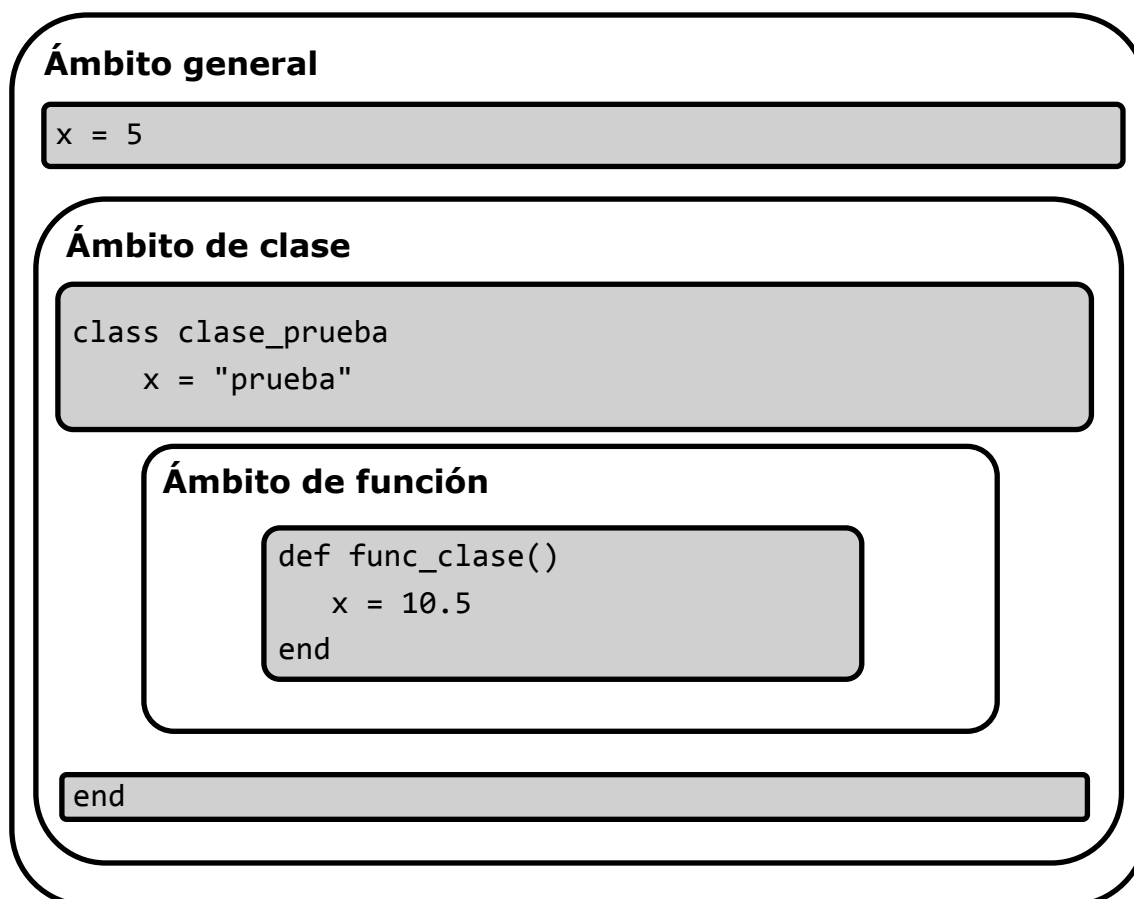 Ámbito general
x = 5
Ámbito de clase
class clase_prueba
    x = "prueba"
Ámbito de función
def func_clase()
   x = 10.5
end
end